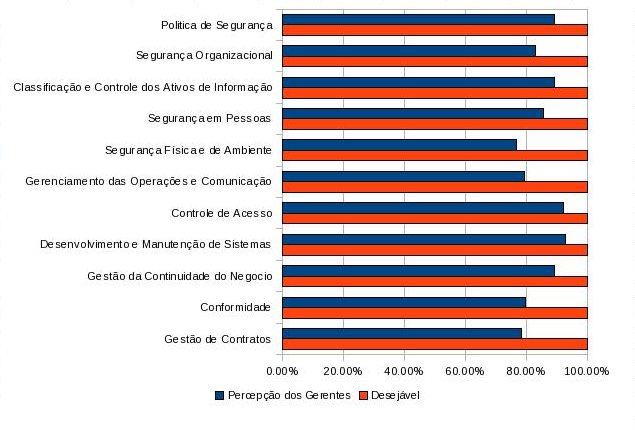 Politica de Segurança
Segurança Organizacional
Classificação e Controle dos Ativos de Informação
Segurança em Pessoas
Segurança Física e de Ambiente
Gerenciamento das Operações e Comunicação
Controle de Acesso
Desenvolvimento e Manutenção de Sistemas
Gestão da Continuidade do Negocio
Conformidade
Gestão de Contratos
0.00% 20.00% 40.00% 60.00% 80.00% 100.00%
Percepção dos Gerentes Desejável